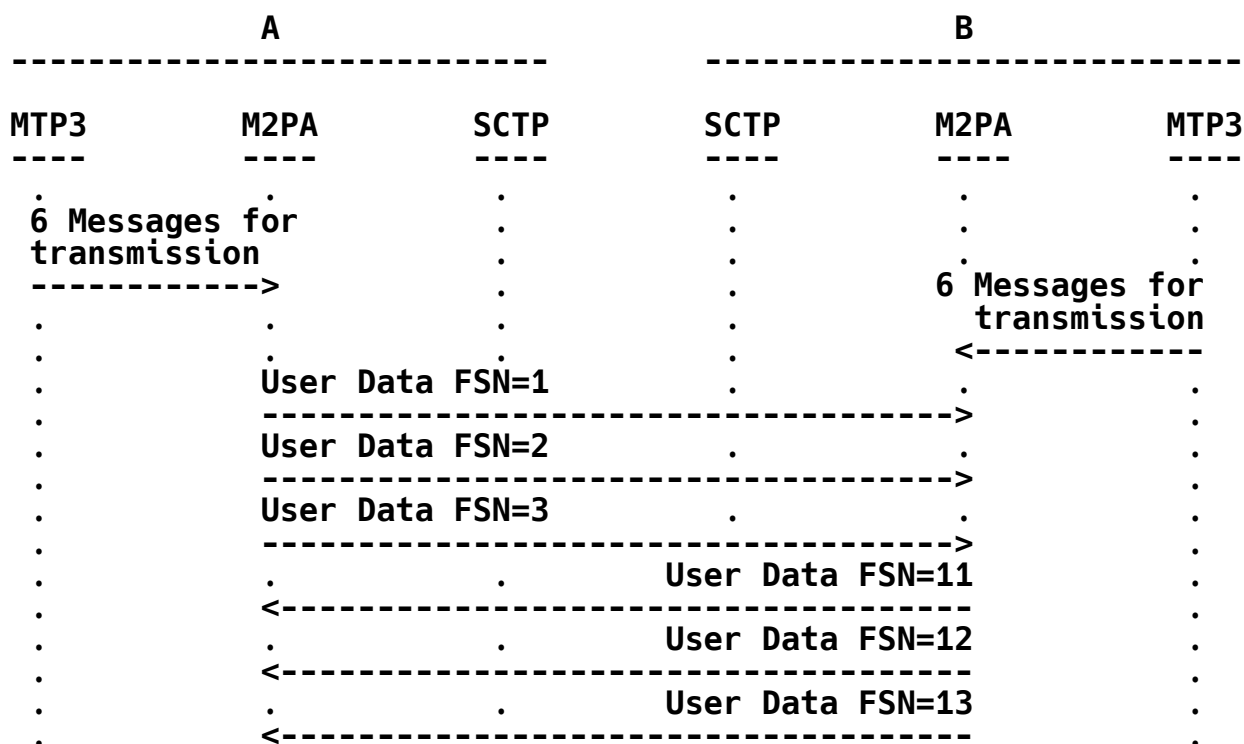 A                                   B
----------------------------        ----------------------------

MTP3        M2PA        SCTP        SCTP        M2PA        MTP3
----        ----        ----        ----        ----        ----
 .           .           .           .           .           .
 6 Messages for          .           .           .           .
 transmission            .           .           .           .
 ------------>           .           .          6 Messages for
 .           .           .           .            transmission
 .           .           .           .           <------------
 .           User Data FSN=1         .           .           .
 .           ------------------------------------>           .
 .           User Data FSN=2         .           .           .
 .           ------------------------------------>           .
 .           User Data FSN=3         .           .           .
 .           ------------------------------------>           .
 .           .           .        User Data FSN=11           .
 .           <------------------------------------           .
 .           .           .        User Data FSN=12           .
 .           <------------------------------------           .
 .           .           .        User Data FSN=13           .
 .           <------------------------------------           .